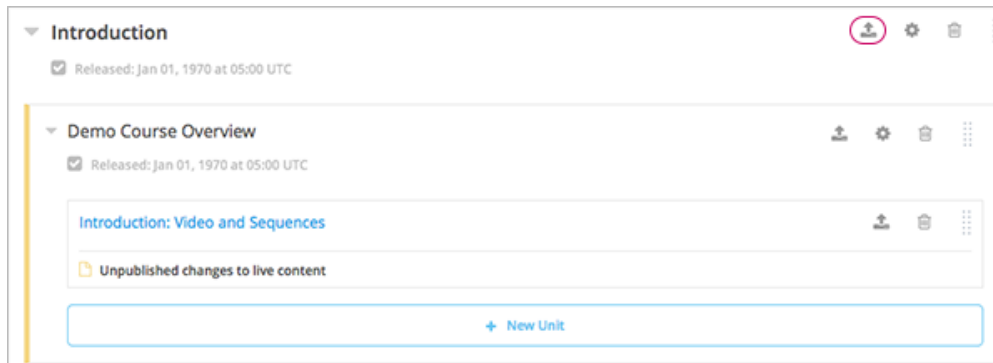 Introduction
Released: Jan 01, 1970 at 05:00 UTC
Demo Course Overview
Released: Jan 01, 1970 at 05:00 UTC
Introduction: Video and Sequences
Unpublished changes to live content
+ New Unit